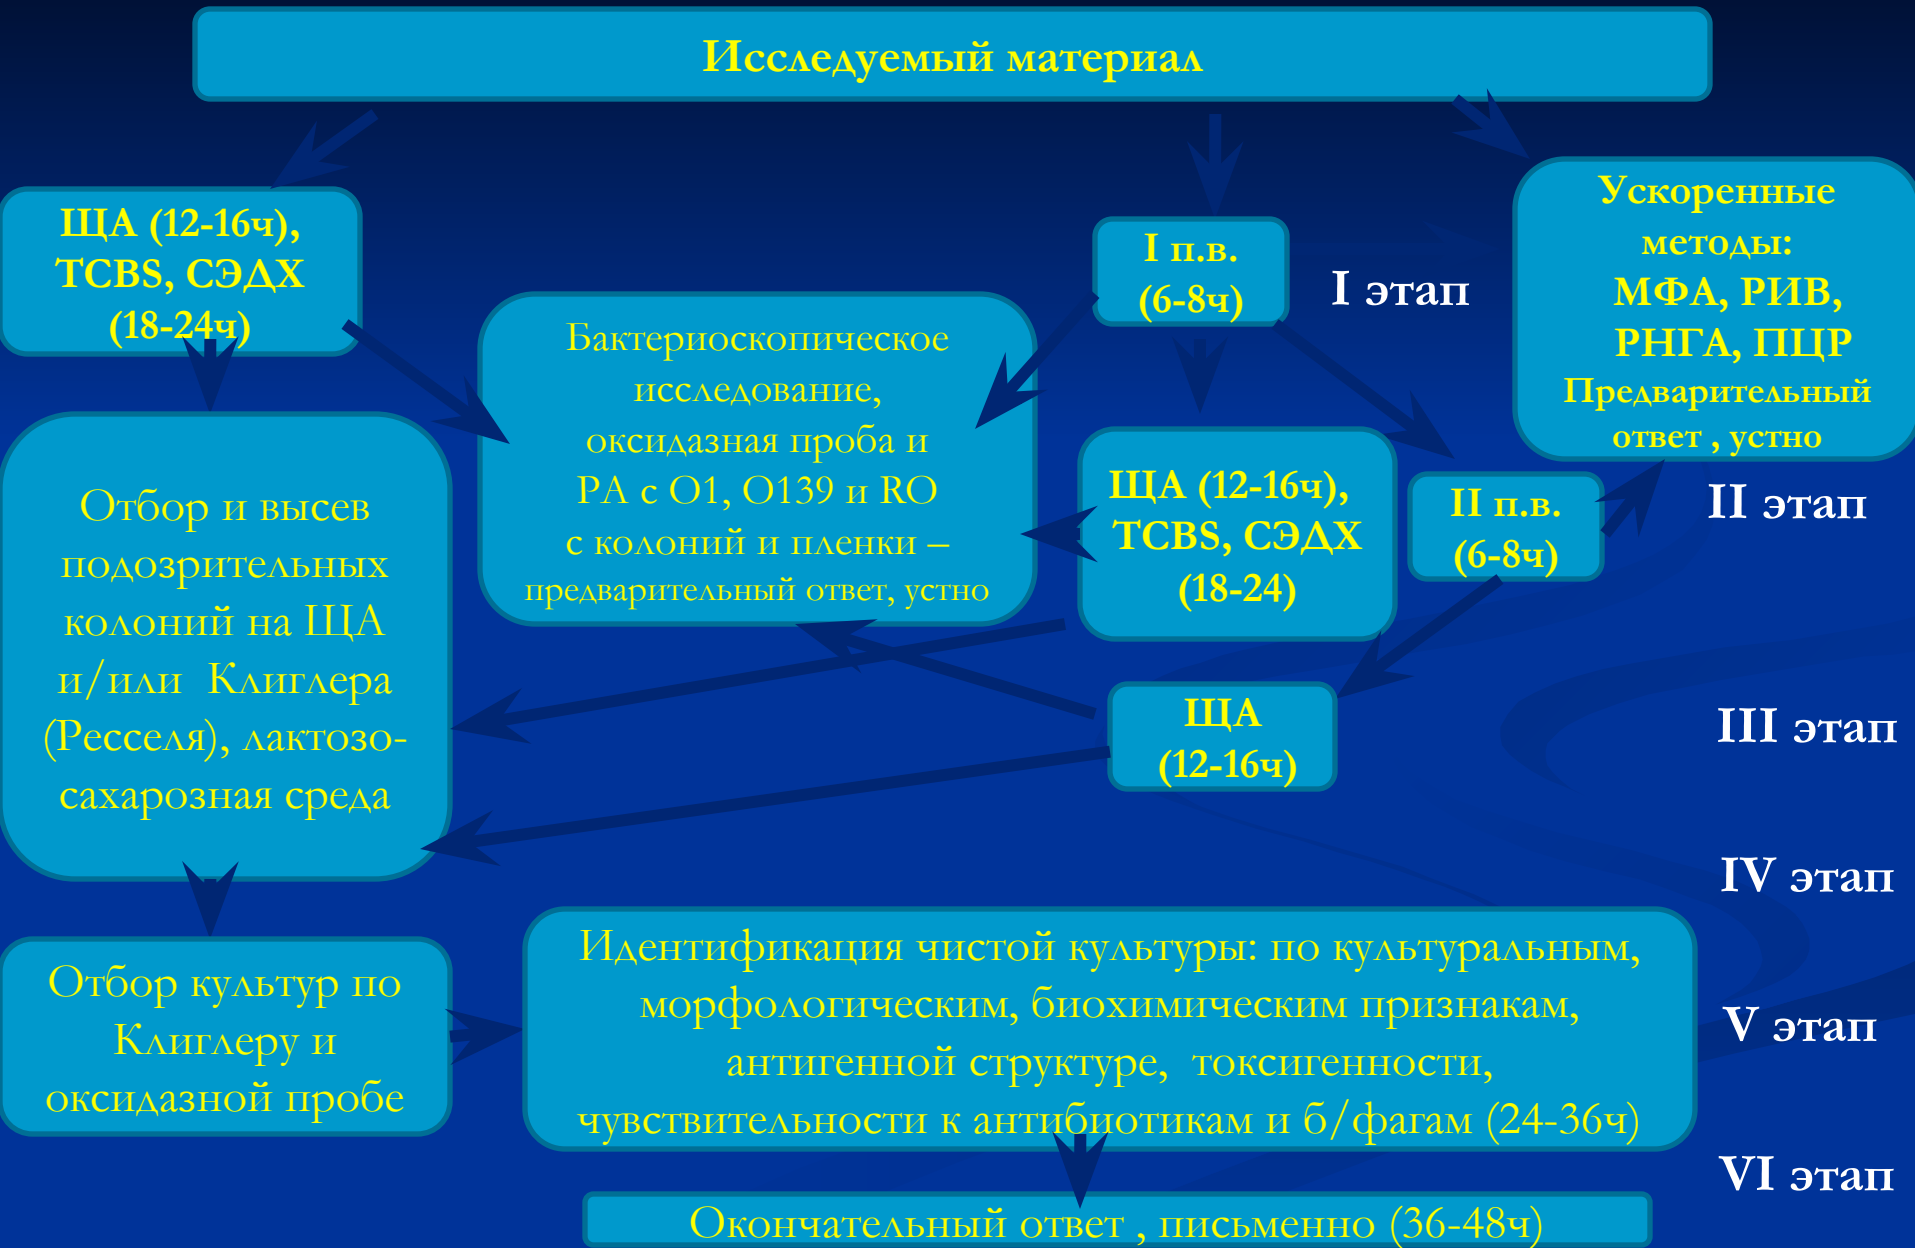 Исследуемый материал
ЩА (12-16ч),
TCBS, СЭДХ
(18-24ч)
I п.в.
(6-8ч)
I этап
Ускоренные
методы:
МФА, РИВ,
РНГА, ПЦР
Предварительный
ответ , устно
Бактериоскопическое
исследование,
оксидазная проба и
РА с О1, О139 и RO
с колоний и пленки –
предварительный ответ, устно
ЩА (12-16ч),
TCBS, СЭДХ
(18-24)
II п.в.
(6-8ч)
II этап
Отбор и высев
подозрительных
колоний на ЩА
и/или Клиглера
(Ресселя), лактозо-
сахарозная среда
ЩА
(12-16ч)
III этап
IV этап
Отбор культур по
Клиглеру и
оксидазной пробе
Идентификация чистой культуры: по культуральным,
морфологическим, биохимическим признакам,
антигенной структуре, токсигенности,
чувствительности к антибиотикам и б/фагам (24-36ч)
V этап
VI этап
Окончательный ответ , письменно (36-48ч)